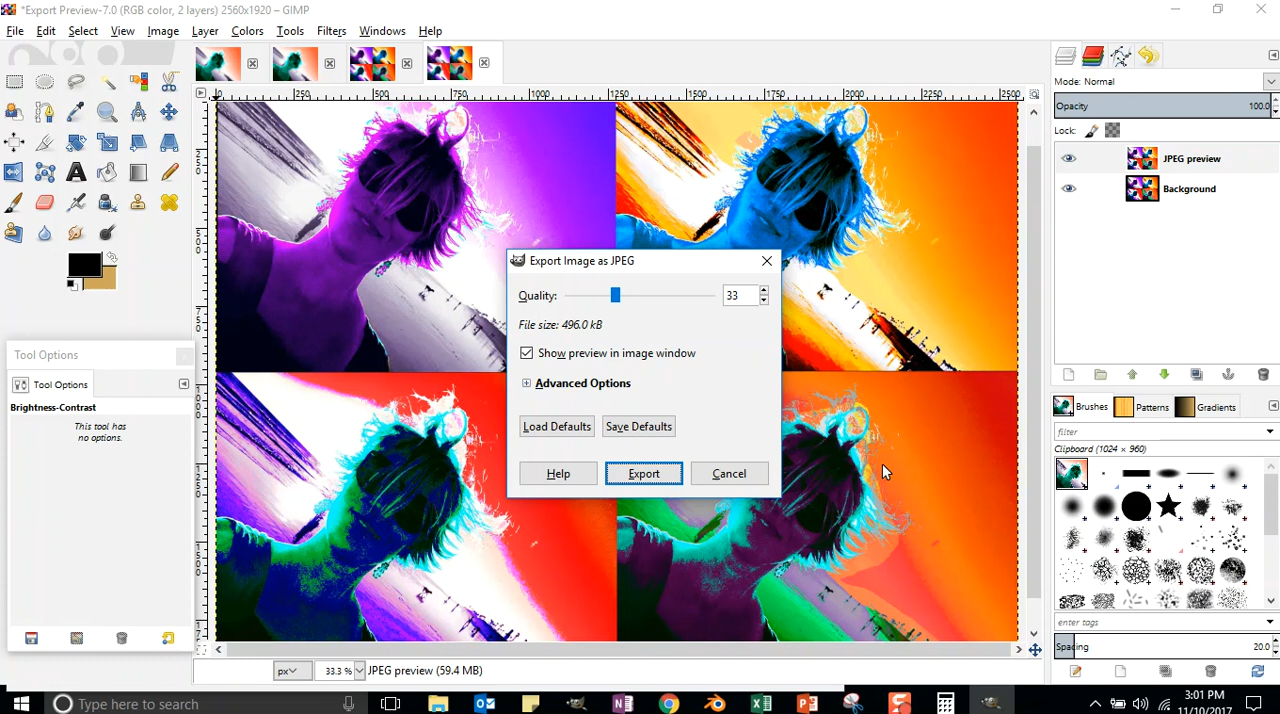 *Export Preview-7.0 (RGB color, 2 layers) 2560x1920 – GIMP
File Edit Select View Image Layer Colors Tools Filters Windows Help
0 250 500 750 1000 1250 1500 1750 2000 2250 2500
Mode: Normal
Opacity 100.0
Lock:
JPEG preview
Background
Export Image as JPEG
Quality: 33
File size: 496.0 kB
Show preview in image window
Advanced Options
Load Defaults Save Defaults
Help Export Cancel
Tool Options
Tool Options
Brightness-Contrast
This tool has
no options.
Brushes Patterns Gradients
filter
Clipboard (1024 × 960)
enter tags
Spacing 20.0
px 33.3 % JPEG preview (59.4 MB)
Type here to search
3:01 PM
11/10/2017